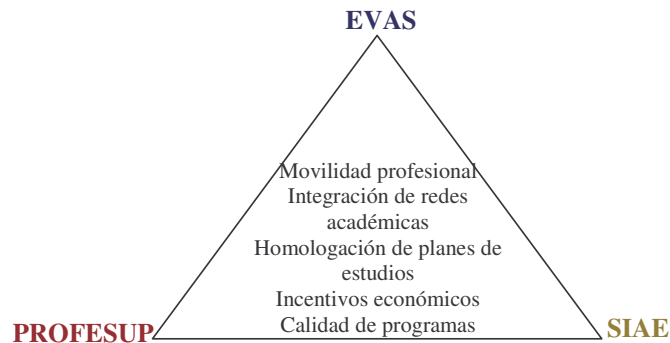 EVAS
Movilidad profesional
Integración de redes
académicas
Homologación de planes de
estudios
Incentivos económicos
Calidad de programas
PROFESUP
SIAE